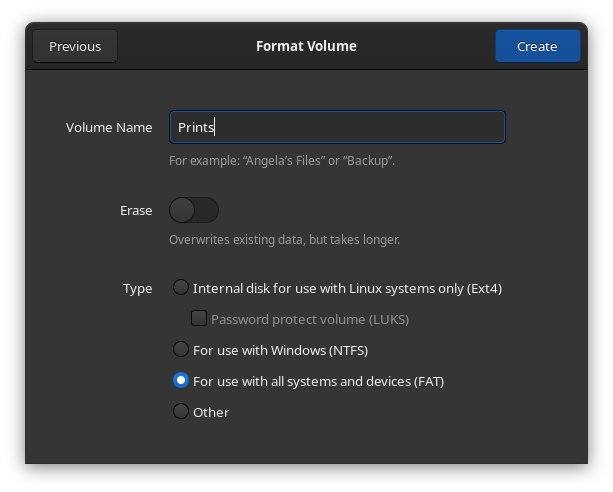 Previous
Format Volume
Create
Volume Name
Prints
For example: “Angela’s Files” or “Backup”.
Erase
Overwrites existing data, but takes longer.
Type
Internal disk for use with Linux systems only (Ext4)
Password protect volume (LUKS)
For use with Windows (NTFS)
For use with all systems and devices (FAT)
Other